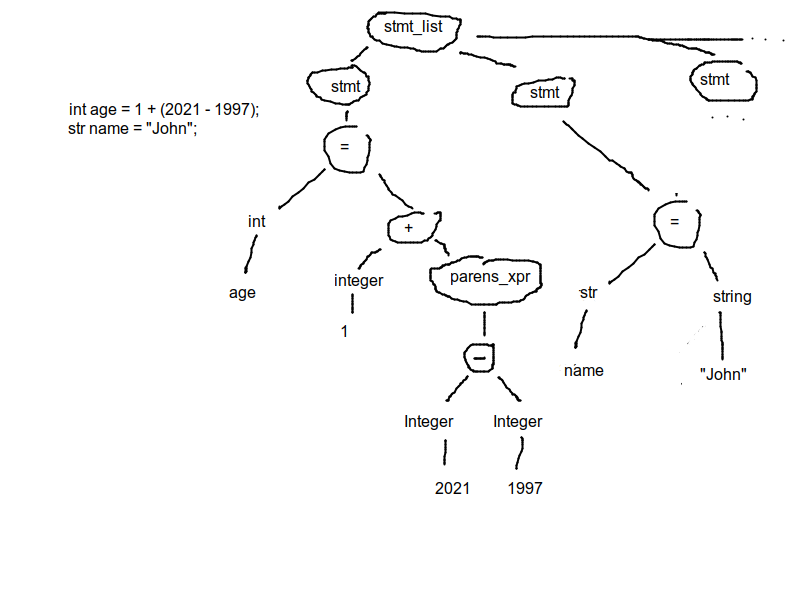 stmt_list
stmt
stmt
stmt
int age = 1 + (2021 - 1997);
str name = "John";
=
=
int
+
age
integer
parens_xpr
str
string
1
−
name
"John"
Integer
Integer
2021
1997